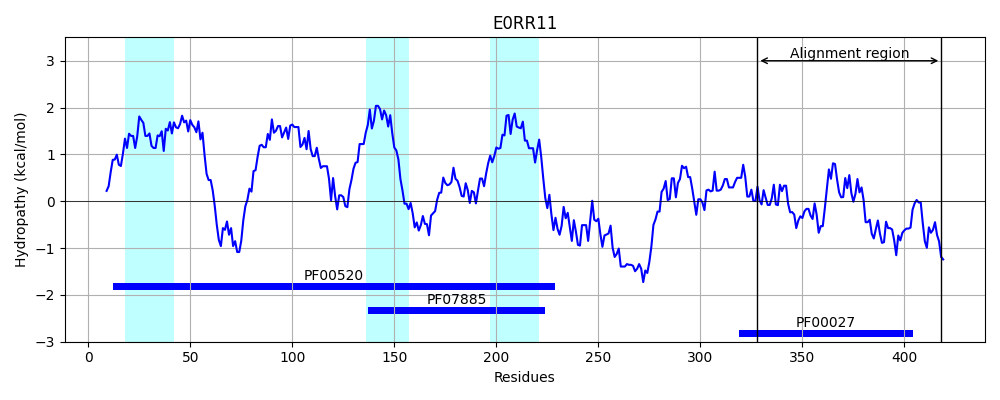 E0RR11
Alignment region
Hydropathy (kcal/mol)
3
2
1
0
−1
−2
−3
PF00520
PF07885
PF00027
0 50 100 150 200 250 300 350 400
Residues